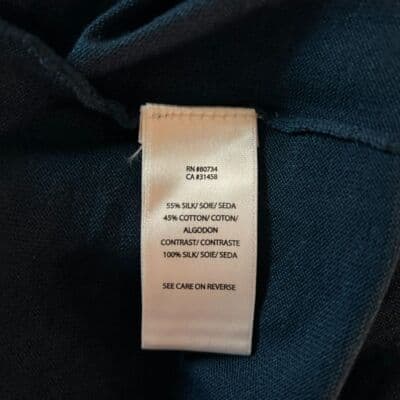 RN #80734
CA #31458
55% SILK/ SOIE/ SEDA
45% COTTON/ COTON/
ALGODON
CONTRAST/ CONTRASTE
100% SILK/ SOIE/ SEDA
SEE CARE ON REVERSE